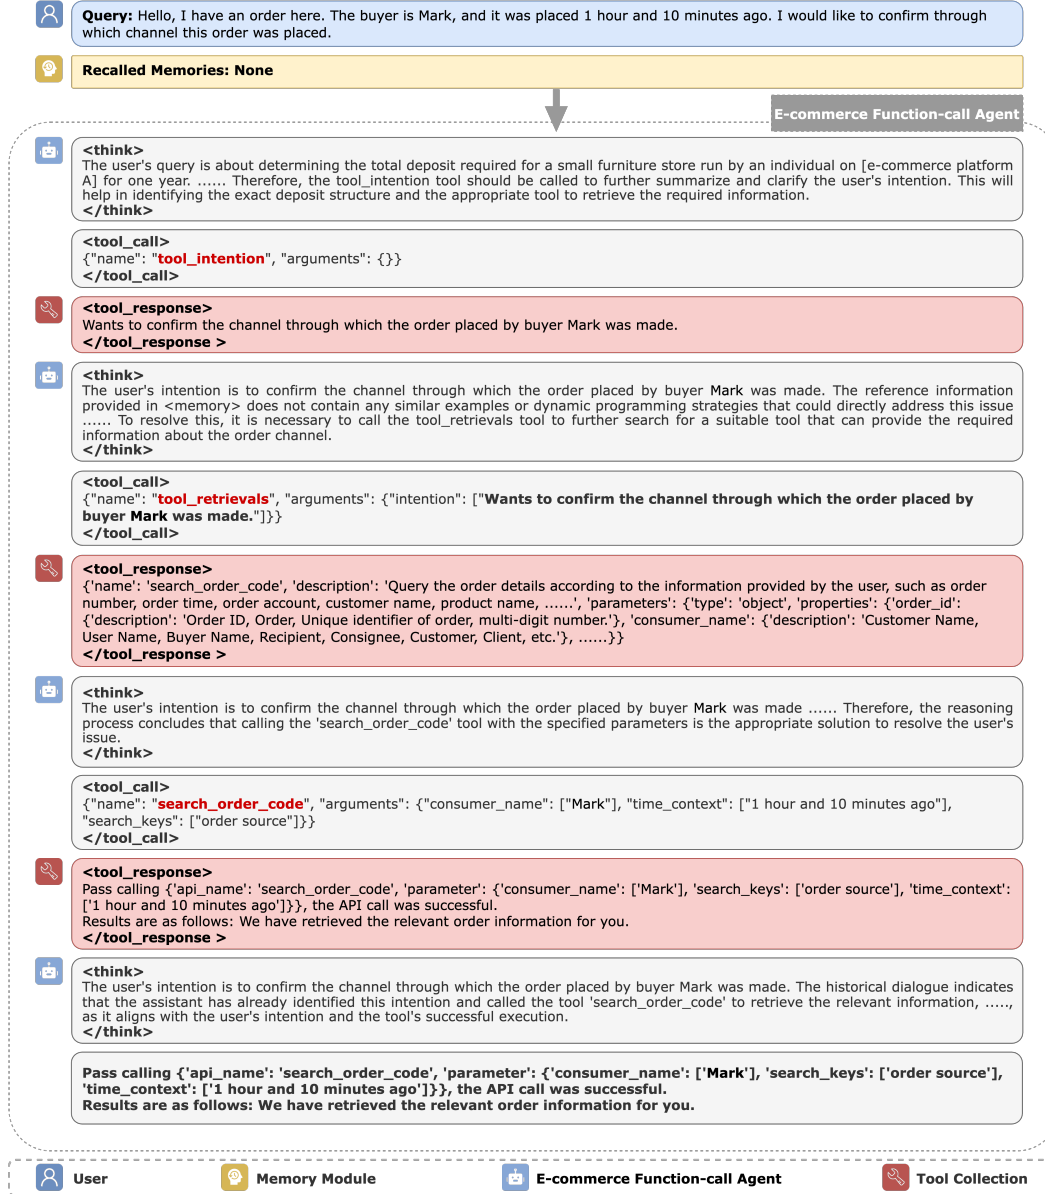 Query: Hello, I have an order here. The buyer is Mark, and it was placed 1 hour and 10 minutes ago. I would like to confirm through
which channel this order was placed.
Recalled Memories: None
E-commerce Function-call Agent
<think>
The user's query is about determining the total deposit required for a small furniture store run by an individual on [e-commerce platform
A] for one year. ...... Therefore, the tool_intention tool should be called to further summarize and clarify the user's intention. This will
help in identifying the exact deposit structure and the appropriate tool to retrieve the required information.
</think>
<tool_call>
{"name": "tool_intention", "arguments": {}}
</tool_call>
<tool_response>
Wants to confirm the channel through which the order placed by buyer Mark was made.
</tool_response >
<think>
The user's intention is to confirm the channel through which the order placed by buyer Mark was made. The reference information
provided in <memory> does not contain any similar examples or dynamic programming strategies that could directly address this issue
...... To resolve this, it is necessary to call the tool_retrievals tool to further search for a suitable tool that can provide the required
information about the order channel.
</think>
<tool_call>
{"name": "tool_retrievals", "arguments": {"intention": ["Wants to confirm the channel through which the order placed by
buyer Mark was made."]}}
</tool_call>
<tool_response>
{'name': 'search_order_code', 'description': 'Query the order details according to the information provided by the user, such as order
number, order time, order account, customer name, product name, ......', 'parameters': {'type': 'object', 'properties': {'order_id':
{'description': 'Order ID, Order, Unique identifier of order, multi-digit number.'}, 'consumer_name': {'description': 'Customer Name,
User Name, Buyer Name, Recipient, Consignee, Customer, Client, etc.'}, ......}}
</tool_response >
<think>
The user's intention is to confirm the channel through which the order placed by buyer Mark was made ...... Therefore, the reasoning
process concludes that calling the 'search_order_code' tool with the specified parameters is the appropriate solution to resolve the user's
issue.
</think>
<tool_call>
{"name": "search_order_code", "arguments": {"consumer_name": ["Mark"], "time_context": ["1 hour and 10 minutes ago"],
"search_keys": ["order source"]}}
</tool_call>
<tool_response>
Pass calling {'api_name': 'search_order_code', 'parameter': {'consumer_name': ['Mark'], 'search_keys': ['order source'], 'time_context':
['1 hour and 10 minutes ago']}}, the API call was successful.
Results are as follows: We have retrieved the relevant order information for you.
</tool_response >
<think>
The user's intention is to confirm the channel through which the order placed by buyer Mark was made. The historical dialogue indicates
that the assistant has already identified this intention and called the tool 'search_order_code' to retrieve the relevant information, .....,
as it aligns with the user's intention and the tool's successful execution.
</think>
Pass calling {'api_name': 'search_order_code', 'parameter': {'consumer_name': ['Mark'], 'search_keys': ['order source'],
'time_context': ['1 hour and 10 minutes ago']}}, the API call was successful.
Results are as follows: We have retrieved the relevant order information for you.
User
Memory Module
E-commerce Function-call Agent
Tool Collection